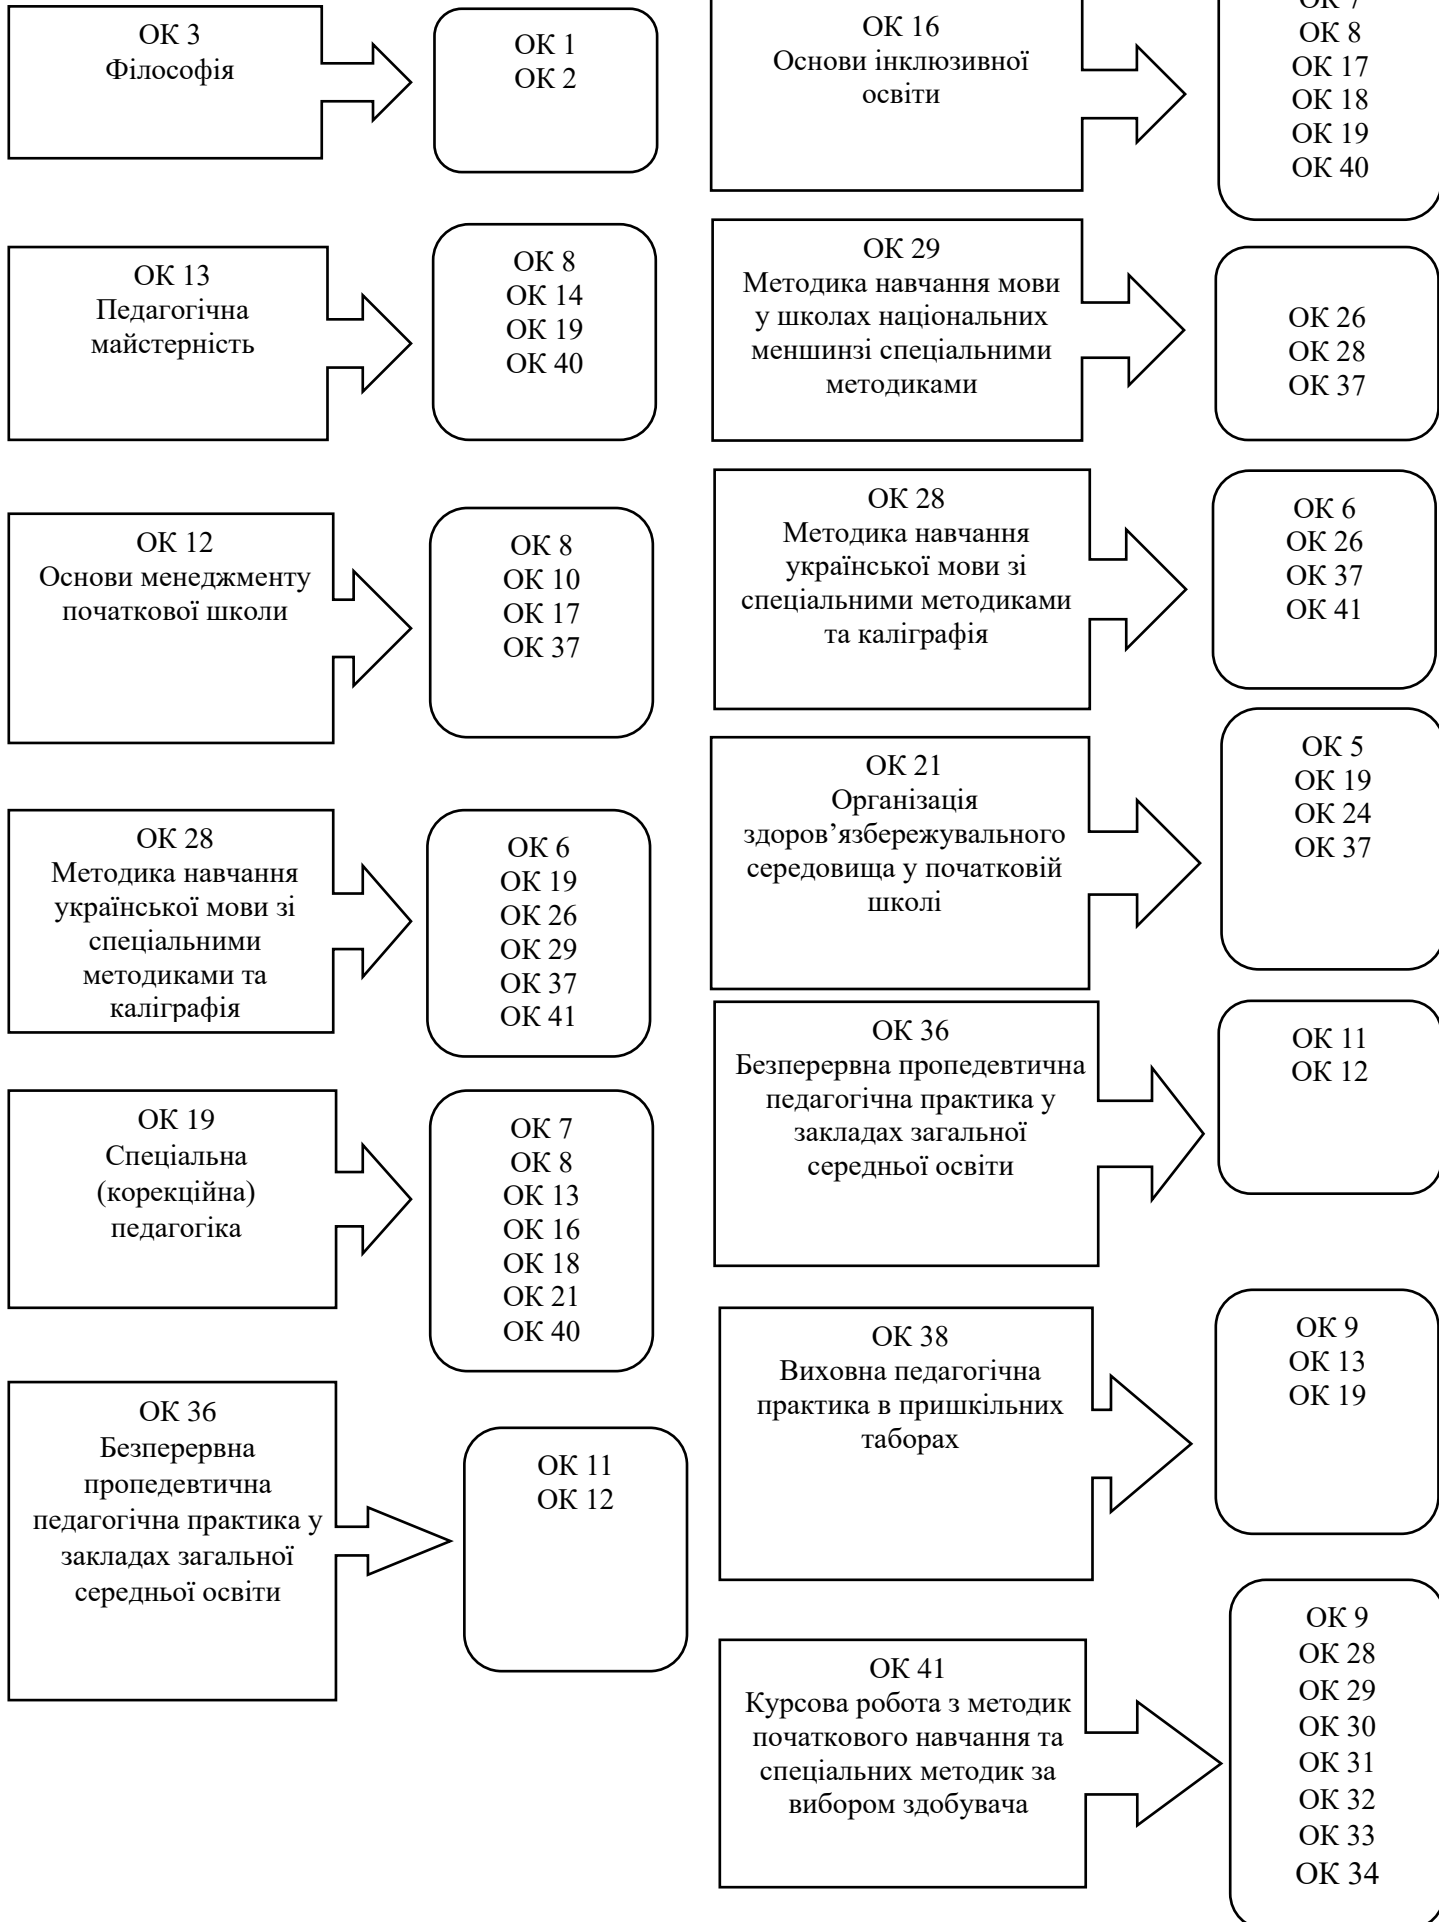 ОК 3
Філософія
ОК 1
ОК 2
ОК 13
Педагогічна
майстерність
ОК 8
ОК 14
ОК 19
ОК 40
ОК 12
Основи менеджменту
початкової школи
ОК 8
ОК 10
ОК 17
ОК 37
ОК 28
Методика навчання
української мови зі
спеціальними
методиками та
каліграфія
ОК 6
ОК 19
ОК 26
ОК 29
ОК 37
ОК 41
ОК 19
Спеціальна
(корекційна)
педагогіка
ОК 7
ОК 8
ОК 13
ОК 16
ОК 18
ОК 21
ОК 40
ОК 36
Безперервна
пропедевтична
педагогічна практика у
закладах загальної
середньої освіти
ОК 11
ОК 12
ОК 16
Основи інклюзивної
освіти
ОК 7
ОК 8
ОК 17
ОК 18
ОК 19
ОК 40
ОК 29
Методика навчання мови
у школах національних
меншинзі спеціальними
методиками
ОК 26
ОК 28
ОК 37
ОК 28
Методика навчання
української мови зі
спеціальними методиками
та каліграфія
ОК 6
ОК 26
ОК 37
ОК 41
ОК 21
Організація
здоров’язбережувального
середовища у початковій
школі
ОК 5
ОК 19
ОК 24
ОК 37
ОК 36
Безперервна пропедевтична
педагогічна практика у
закладах загальної
середньої освіти
ОК 11
ОК 12
ОК 38
Виховна педагогічна
практика в пришкільних
таборах
ОК 9
ОК 13
ОК 19
ОК 41
Курсова робота з методик
початкового навчання та
спеціальних методик за
вибором здобувача
ОК 9
ОК 28
ОК 29
ОК 30
ОК 31
ОК 32
ОК 33
ОК 34